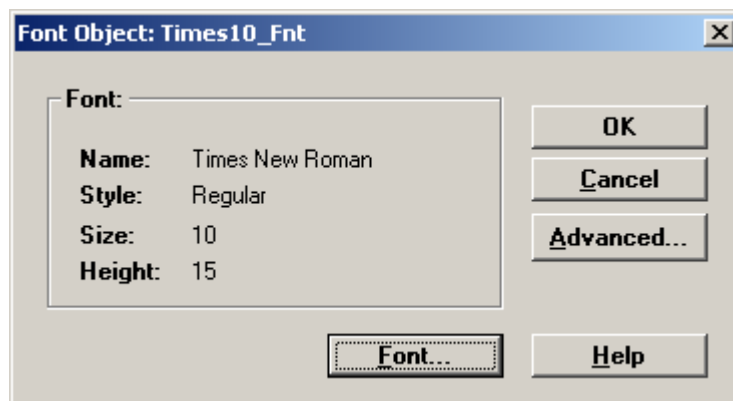 Font Object: Times10_Fnt
Font:
Name: Times New Roman
Style: Regular
Size: 10
Height: 15
OK
Cancel
Advanced...
Font...
Help